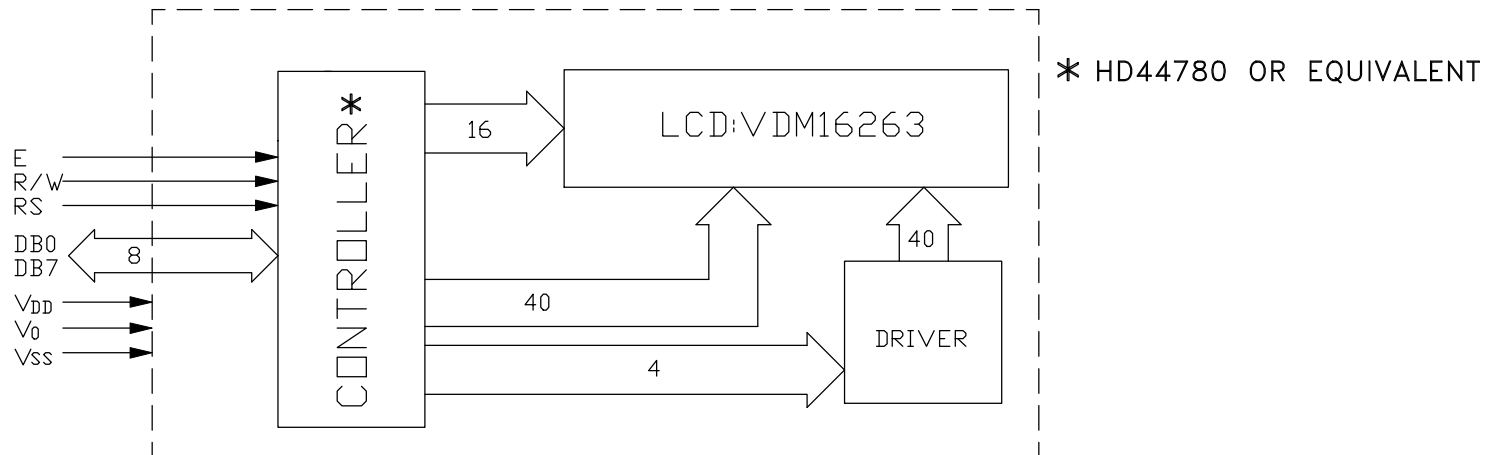 * HD44780 OR EQUIVALENT
CONTROLLER*
16
LCD:VDM16263
E
R/W
RS
DB0
DB7
8
40
40
VDD
V0
VSS
DRIVER
4